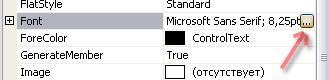 FlatStyle Standard
Font Microsoft Sans Serif; 8,25pt ...
ForeColor ControlText
GenerateMember True
Image (отсутствует)